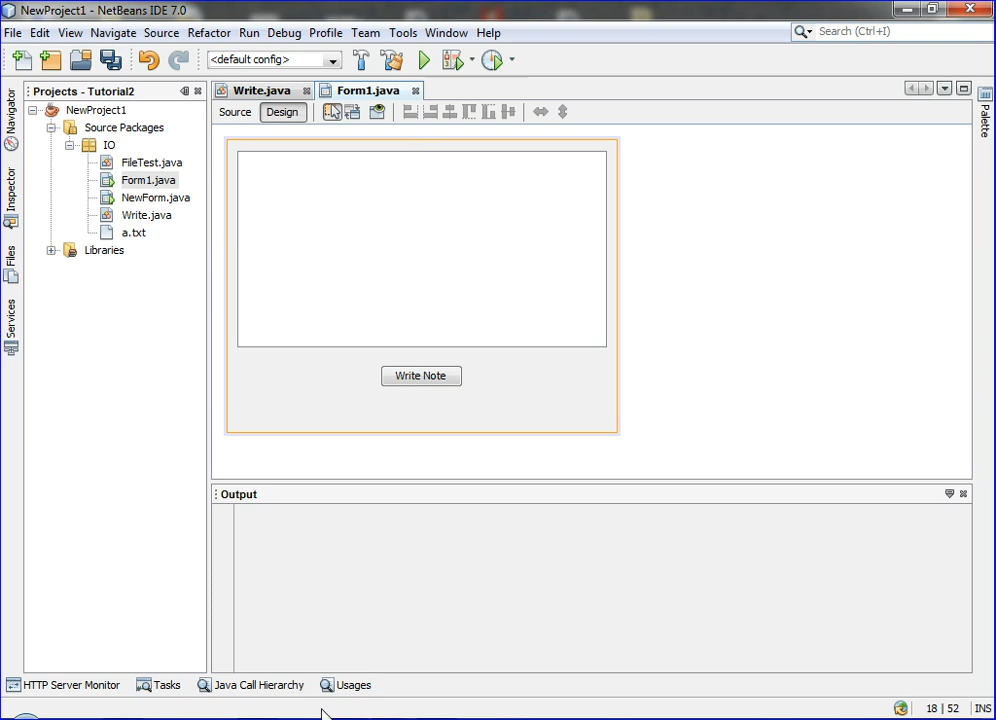 NewProject1 - NetBeans IDE 7.0
File Edit View Navigate Source Refactor Run Debug Profile Team Tools Window Help
Search (Ctrl+I)
<default config>
Projects - Tutorial2
Write.java
Form1.java
Source Design
NewProject1
Source Packages
IO
FileTest.java
Form1.java
NewForm.java
Write.java
a.txt
Libraries
Navigator
Inspector
Files
Services
Palette
Write Note
Output
HTTP Server Monitor Tasks Java Call Hierarchy Usages
18 | 52 INS